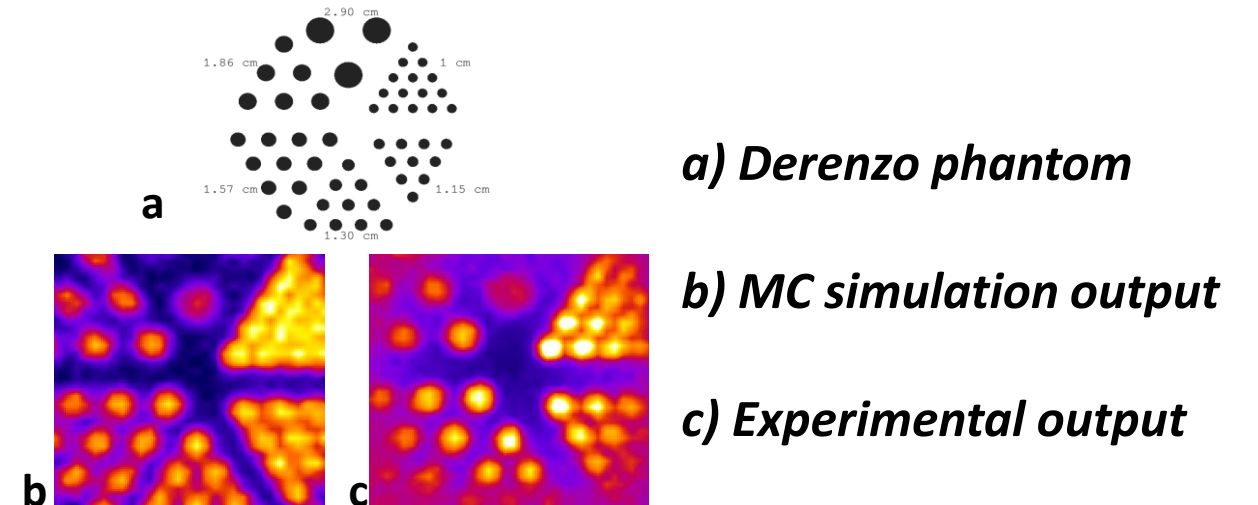 2.90 cm
1.86 cm
1 cm
1.57 cm
1.15 cm
1.30 cm
a
b
c
a) Derenzo phantom
b) MC simulation output
c) Experimental output